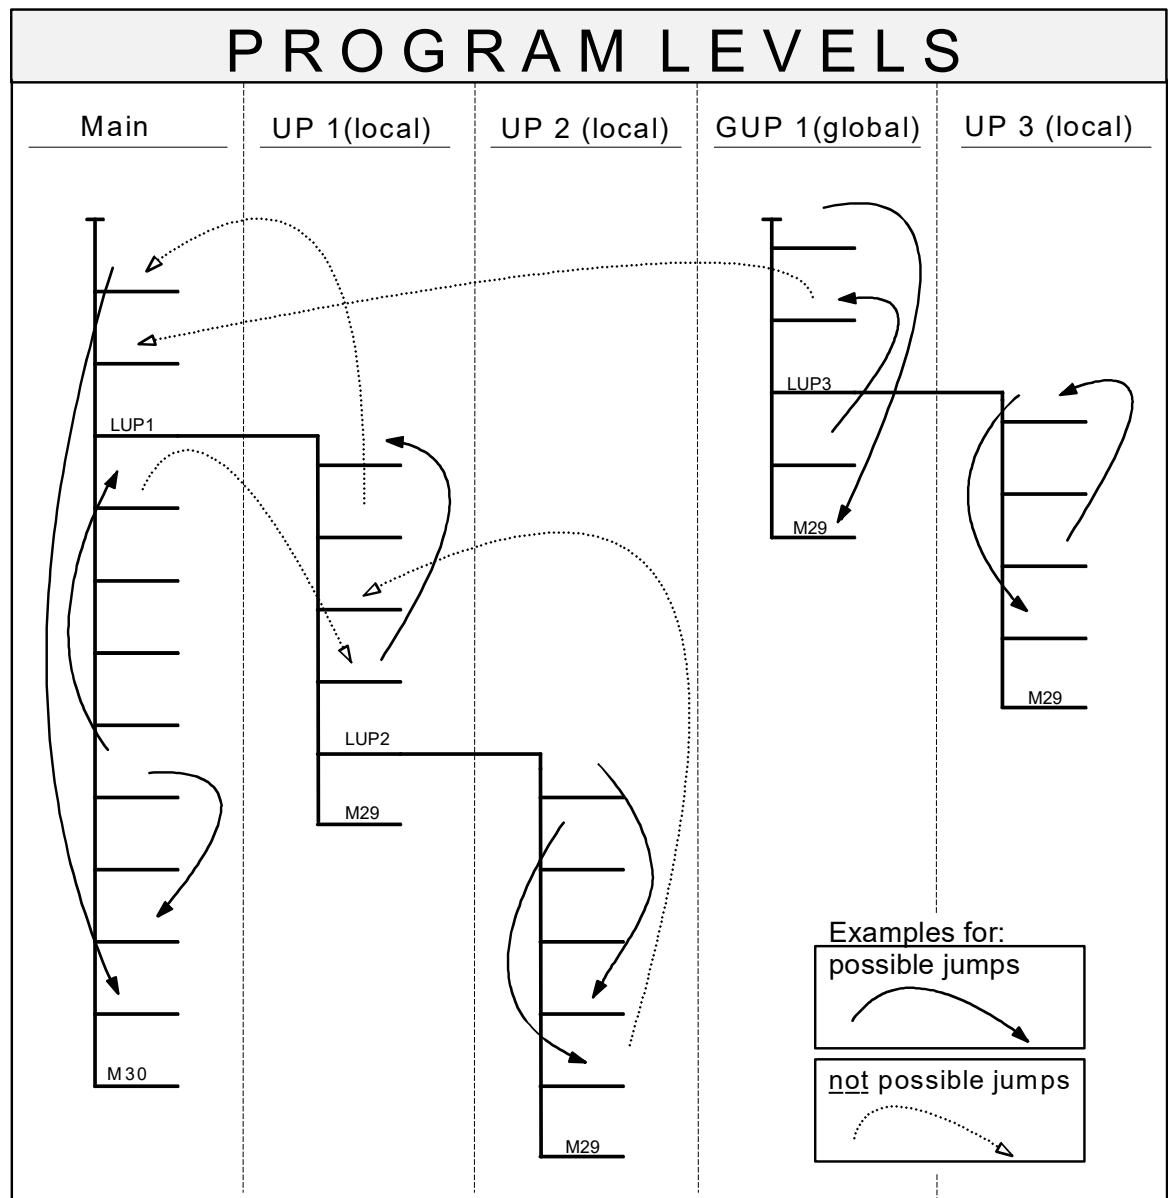 PROGRAM LEVELS
Main
UP 1(local)
UP 2 (local)
GUP 1(global)
UP 3 (local)
LUP3
LUP1
M29
M29
LUP2
M29
Examples for:
possible jumps
M30
not possible jumps
M29